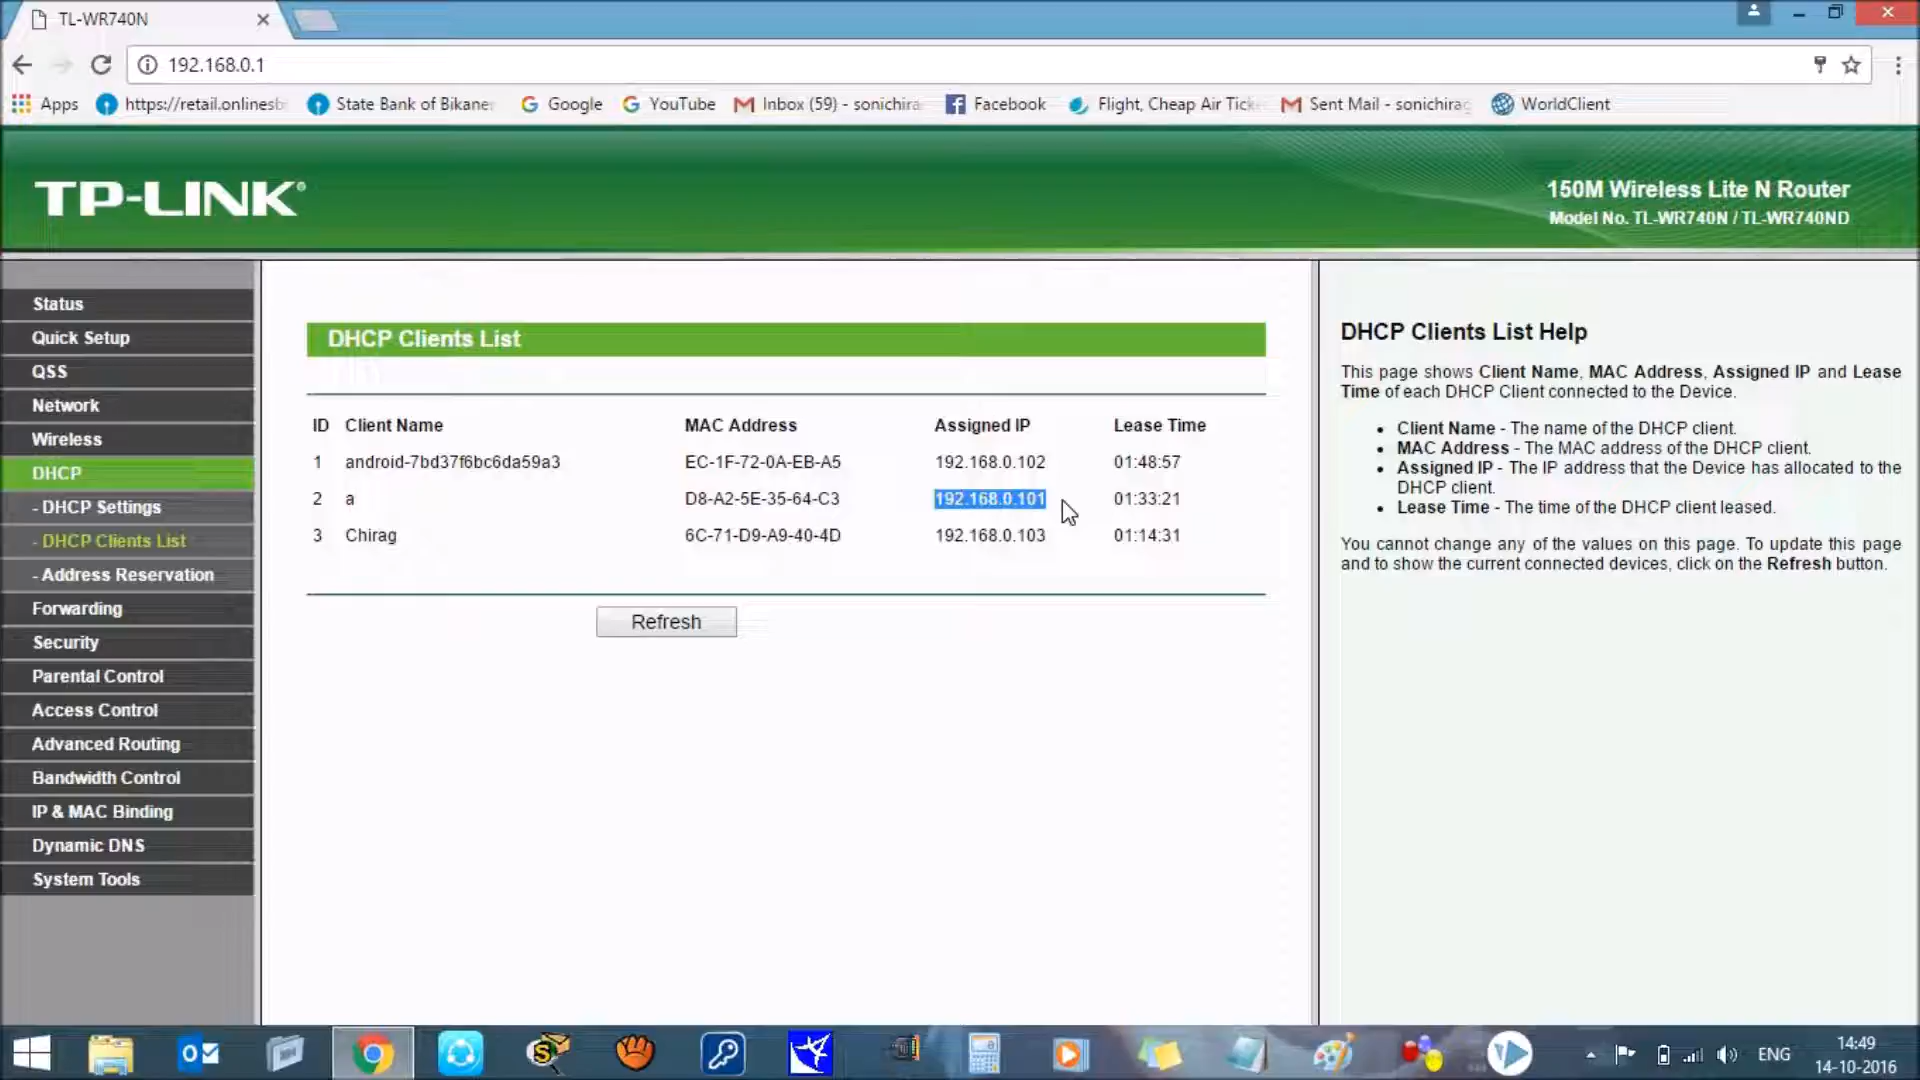 TL-WR740N
192.168.0.1
Apps https://retail.onlinesb State Bank of Bikaner Google YouTube Inbox (59) - sonichira Facebook Flight, Cheap Air Tick Sent Mail - sonichirag WorldClient
TP-LINK®
150M Wireless Lite N Router
Model No. TL-WR740N / TL-WR740ND
Status
Quick Setup
QSS
Network
Wireless
DHCP
- DHCP Settings
- DHCP Clients List
- Address Reservation
Forwarding
Security
Parental Control
Access Control
Advanced Routing
Bandwidth Control
IP & MAC Binding
Dynamic DNS
System Tools
DHCP Clients List
ID Client Name MAC Address Assigned IP Lease Time
1 android-7bd37f6bc6da59a3 EC-1F-72-0A-EB-A5 192.168.0.102 01:48:57
2 a D8-A2-5E-35-64-C3 192.168.0.101 01:33:21
3 Chirag 6C-71-D9-A9-40-4D 192.168.0.103 01:14:31
Refresh
DHCP Clients List Help
This page shows Client Name, MAC Address, Assigned IP and Lease
Time of each DHCP Client connected to the Device.
• Client Name - The name of the DHCP client.
• MAC Address - The MAC address of the DHCP client.
• Assigned IP - The IP address that the Device has allocated to the
DHCP client.
• Lease Time - The time of the DHCP client leased.
You cannot change any of the values on this page. To update this page
and to show the current connected devices, click on the Refresh button.
ENG
14:49
14-10-2016